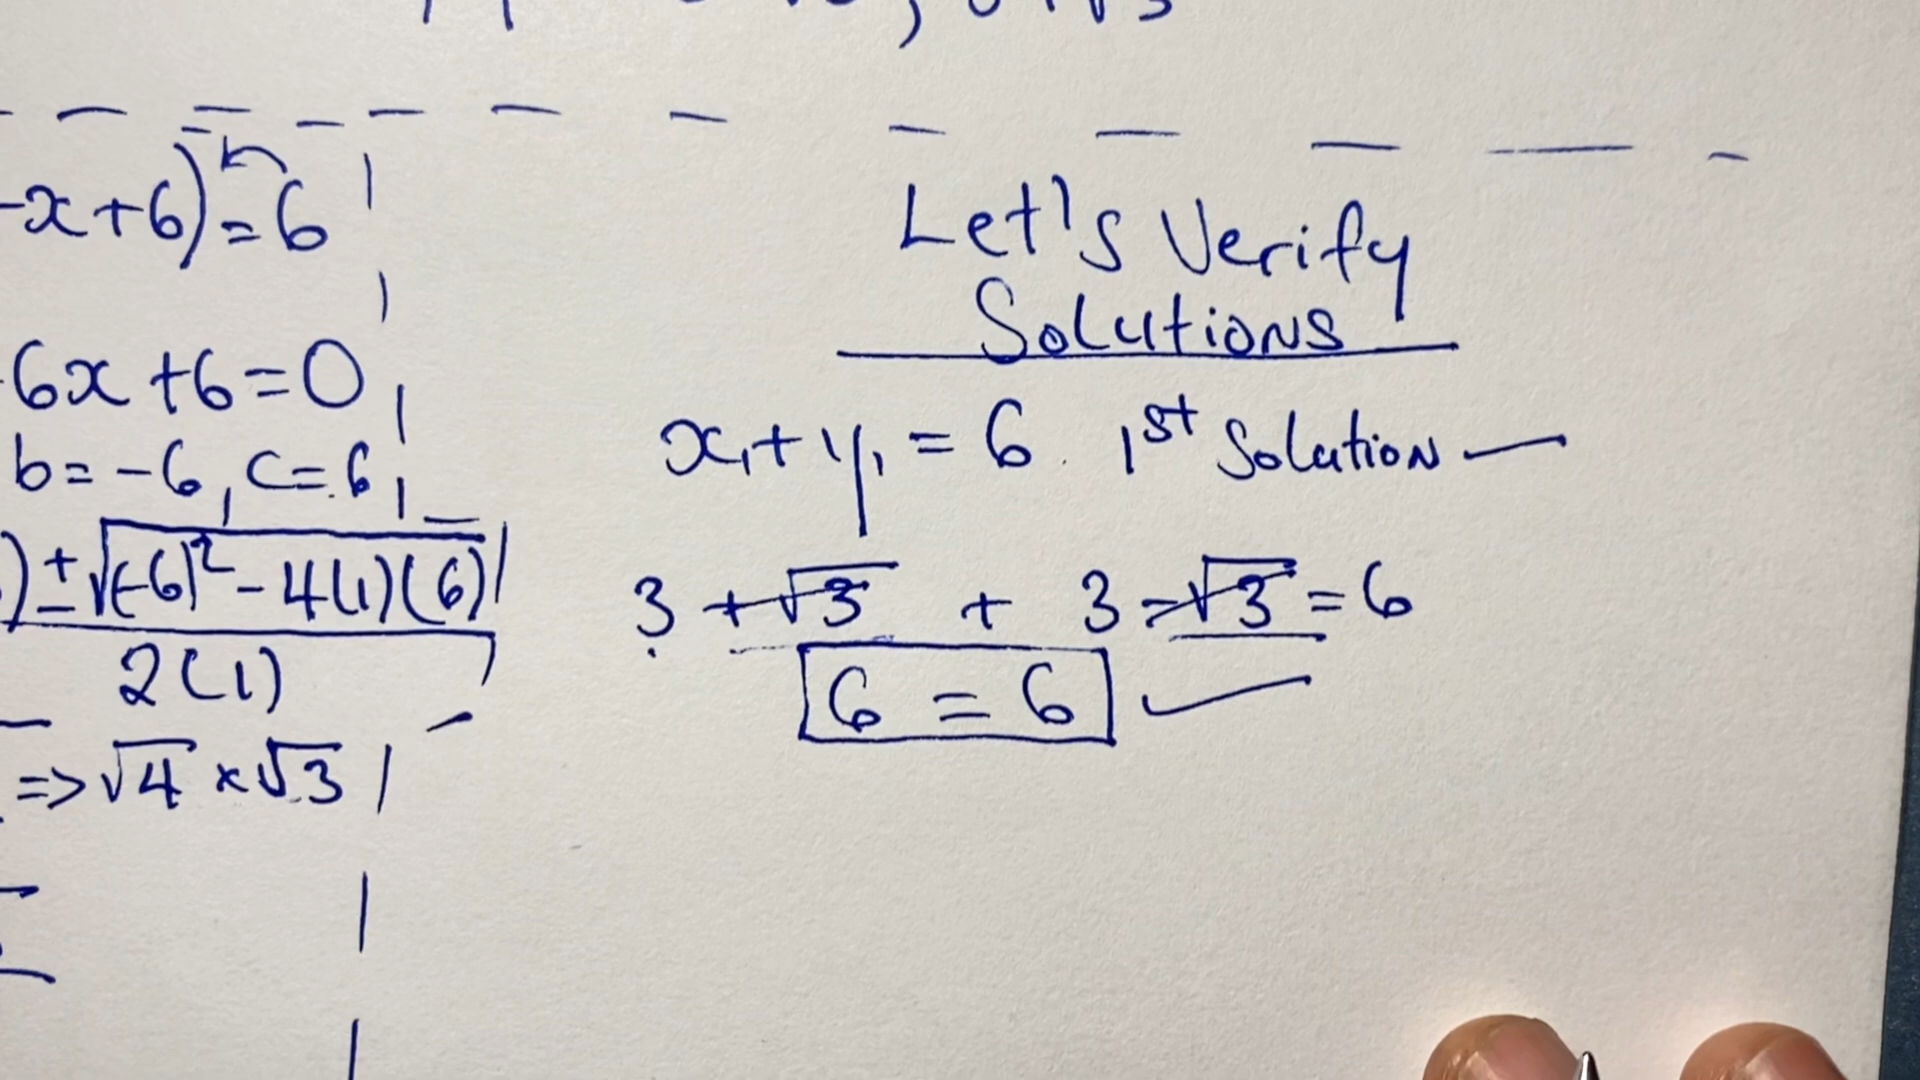 -x+6)=6
6x+6=0
b=-6, c=6
)±√(-6)²-4(1)(6)
2(1)
=>√4×√3
Let's Verify
Solutions
x₁+y₁=6 1st Solution
3+√3 + 3-√3=6
6=6